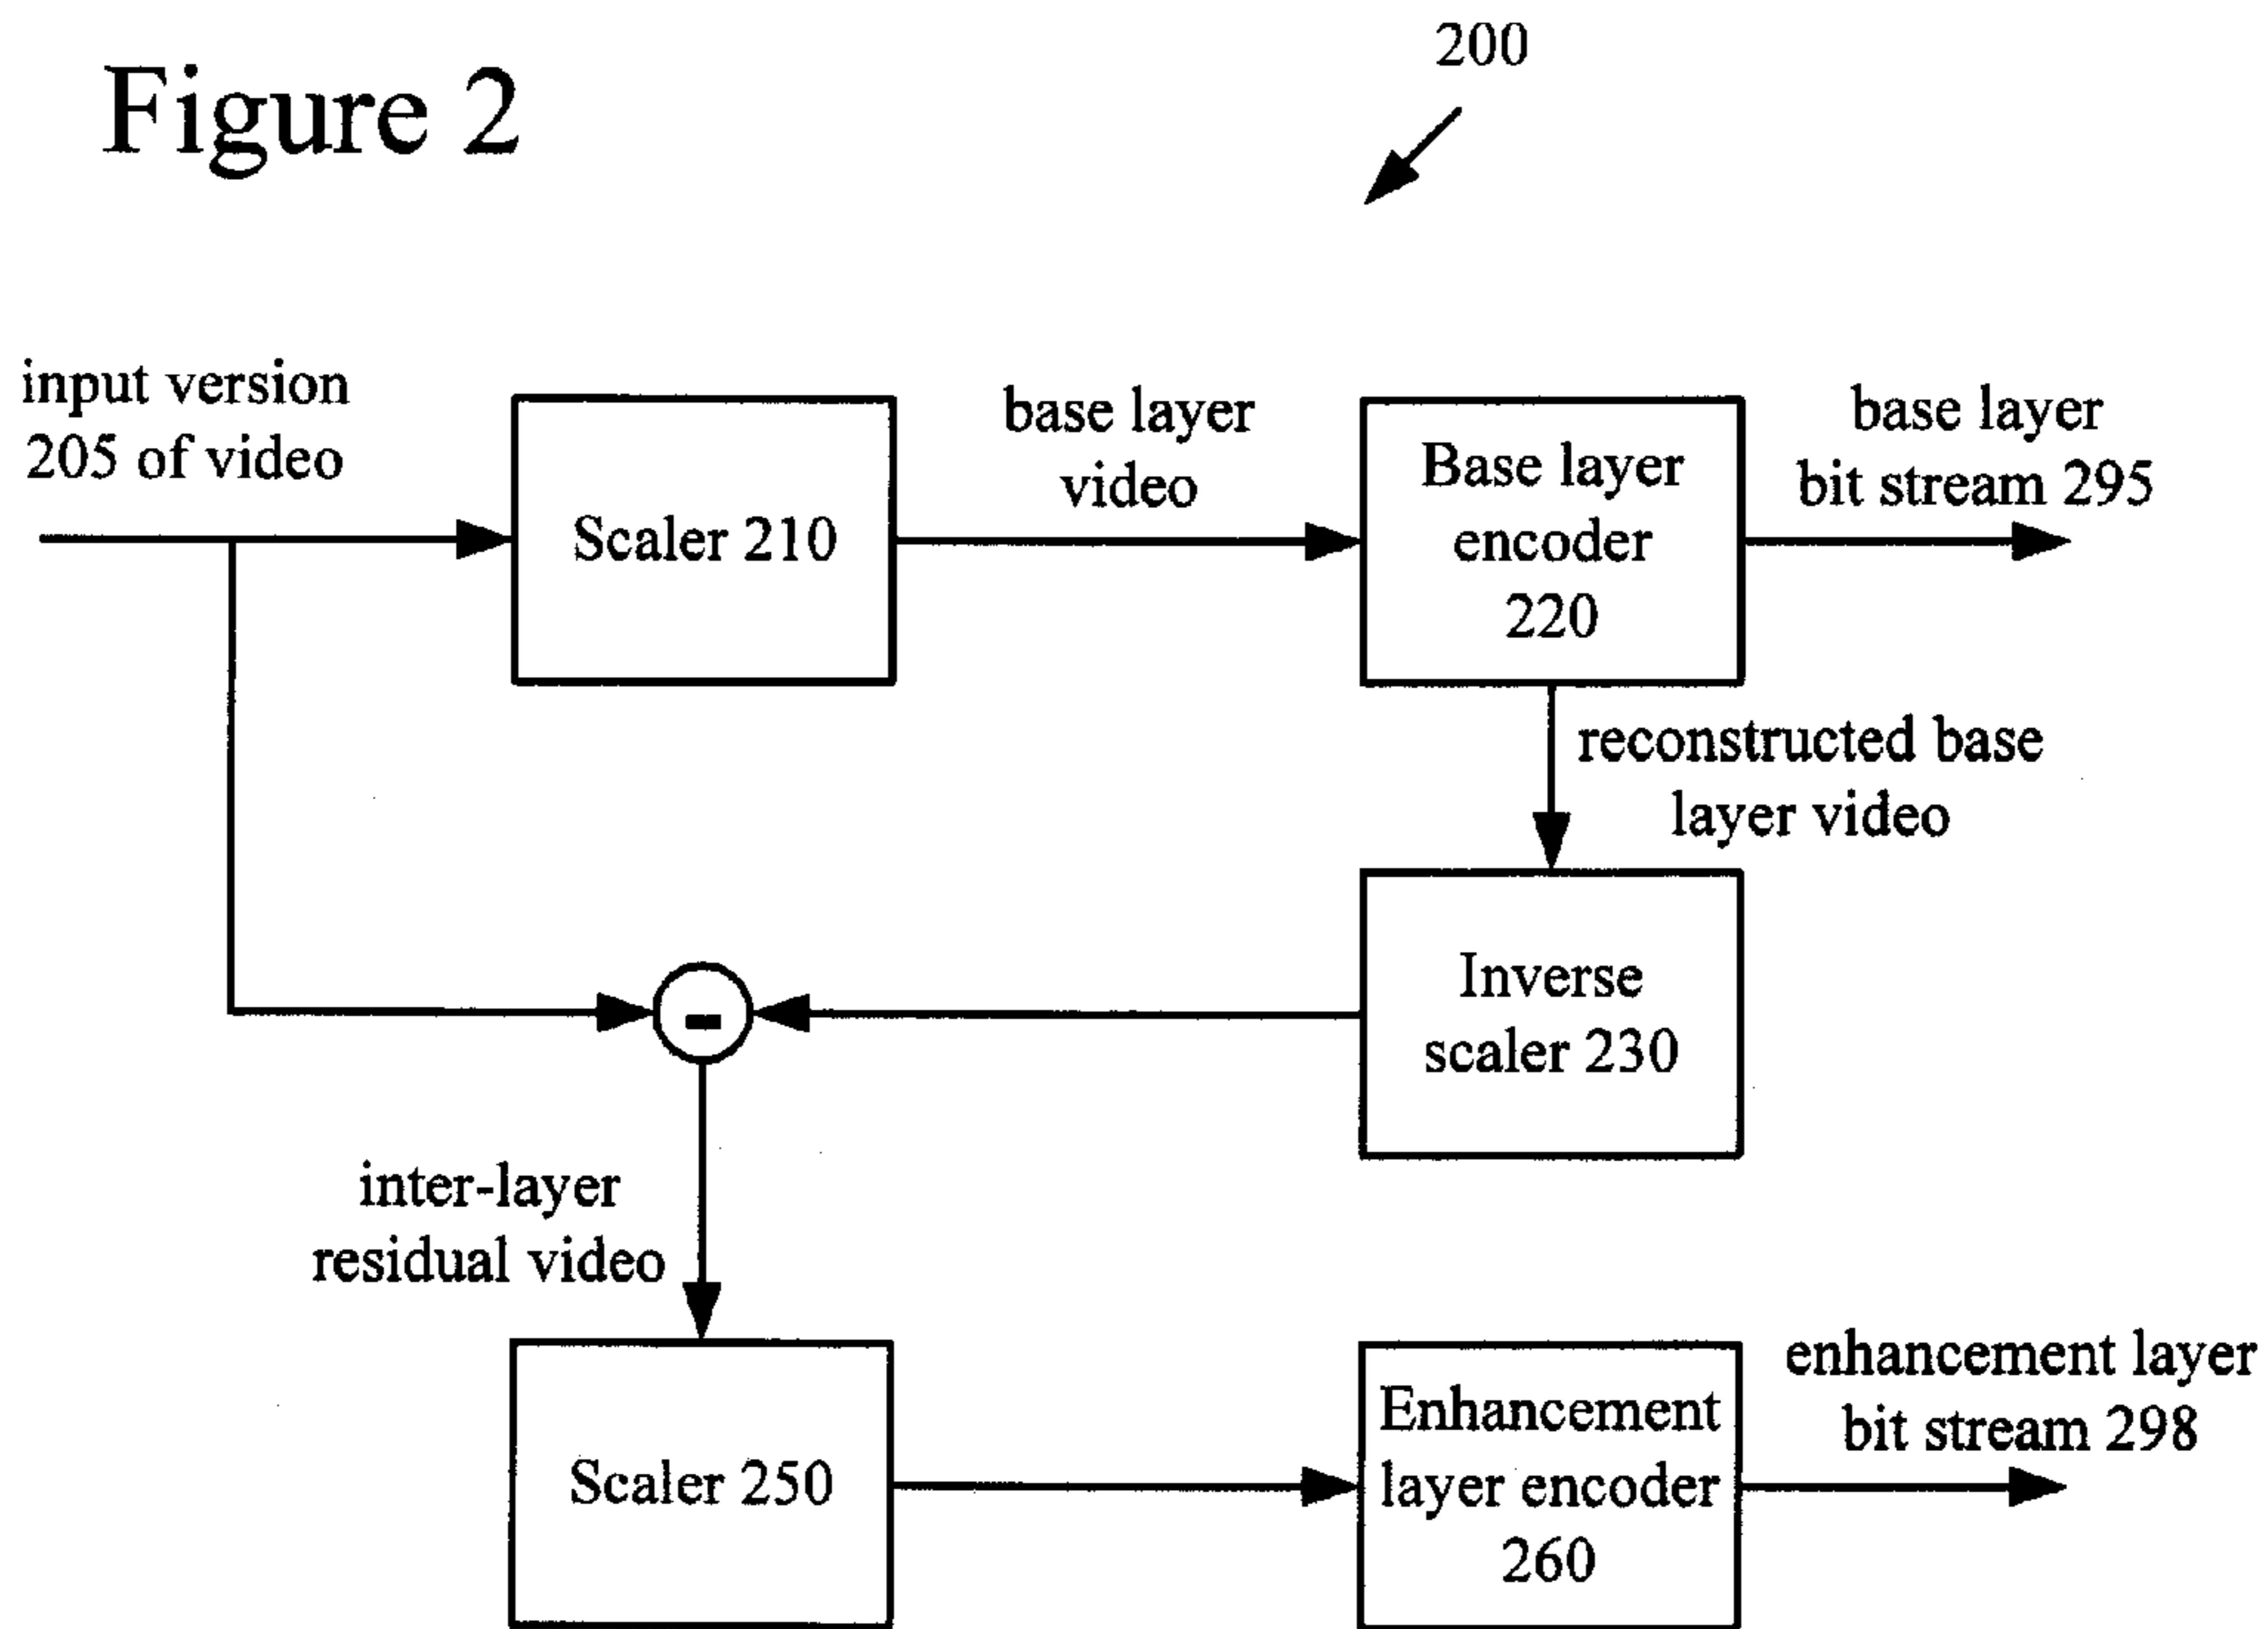 Figure 2
200
input version
205 of video
Scaler 210
base layer
video
Base layer
encoder
220
base layer
bit stream 295
reconstructed base
layer video
Inverse
scaler 230
-
inter-layer
residual video
Scaler 250
Enhancement
layer encoder
260
enhancement layer
bit stream 298